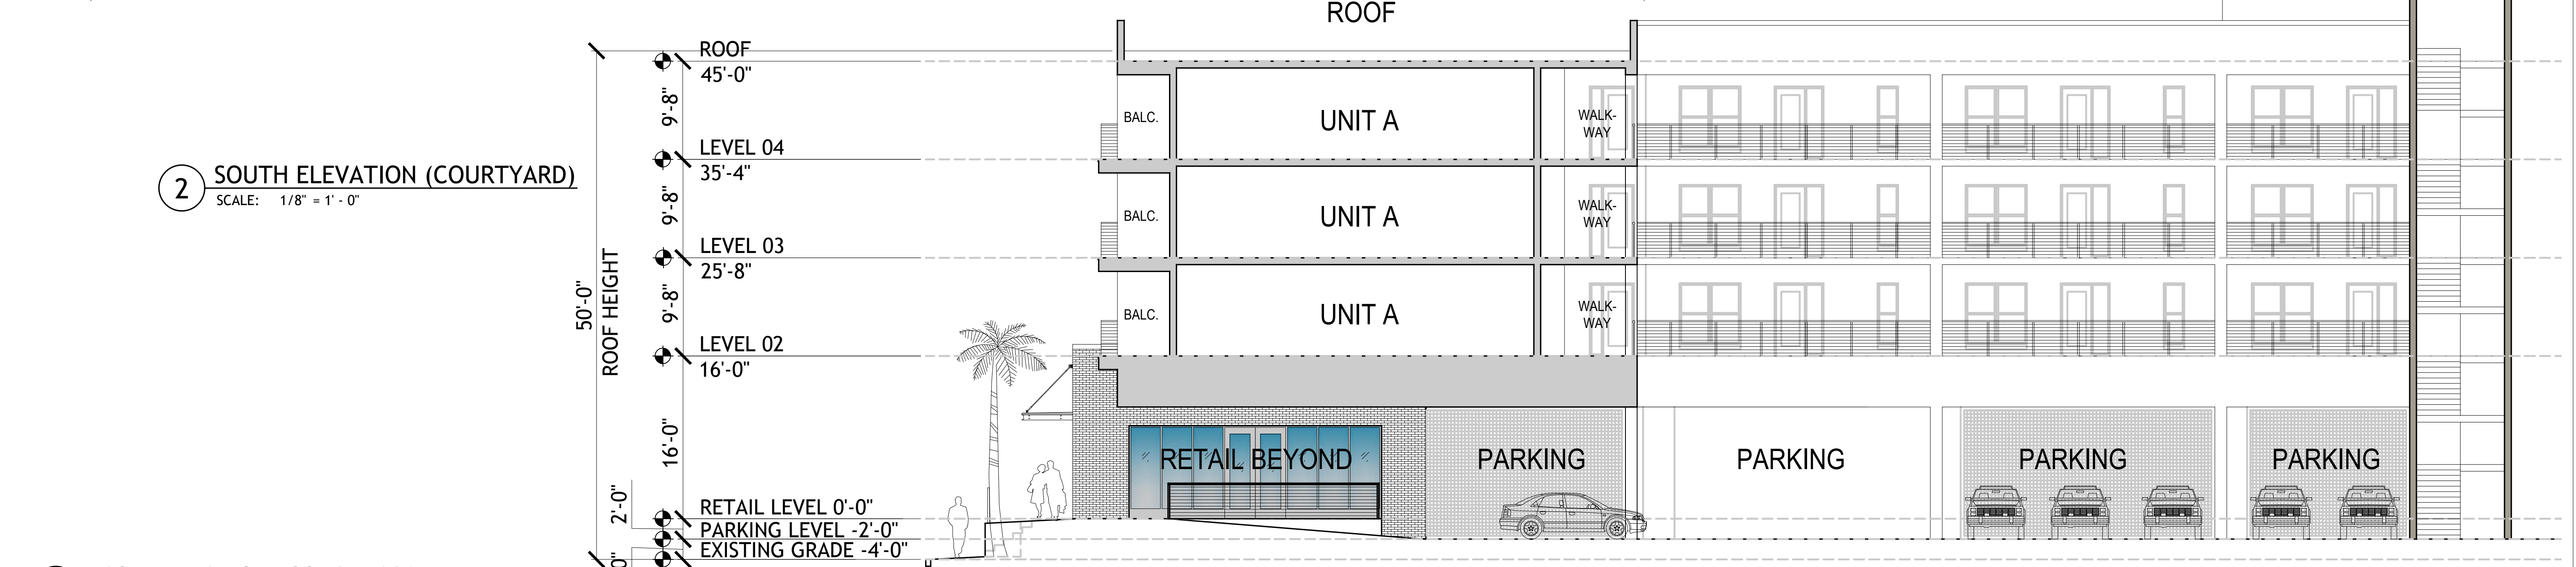 ROOF
ROOF
45'-0"
9'-8"
BALC.
UNIT A
WALK-
WAY
LEVEL 04
35'-4"
2
SOUTH ELEVATION (COURTYARD)
SCALE: 1/8" = 1' - 0"
9'-8"
BALC.
UNIT A
WALK-
WAY
LEVEL 03
25'-8"
50'-0"
ROOF HEIGHT
9'-8"
BALC.
UNIT A
WALK-
WAY
LEVEL 02
16'-0"
16'-0"
RETAIL BEYOND
PARKING
PARKING
PARKING
PARKING
2'-0"
RETAIL LEVEL 0'-0"
PARKING LEVEL -2'-0"
EXISTING GRADE -4'-0"